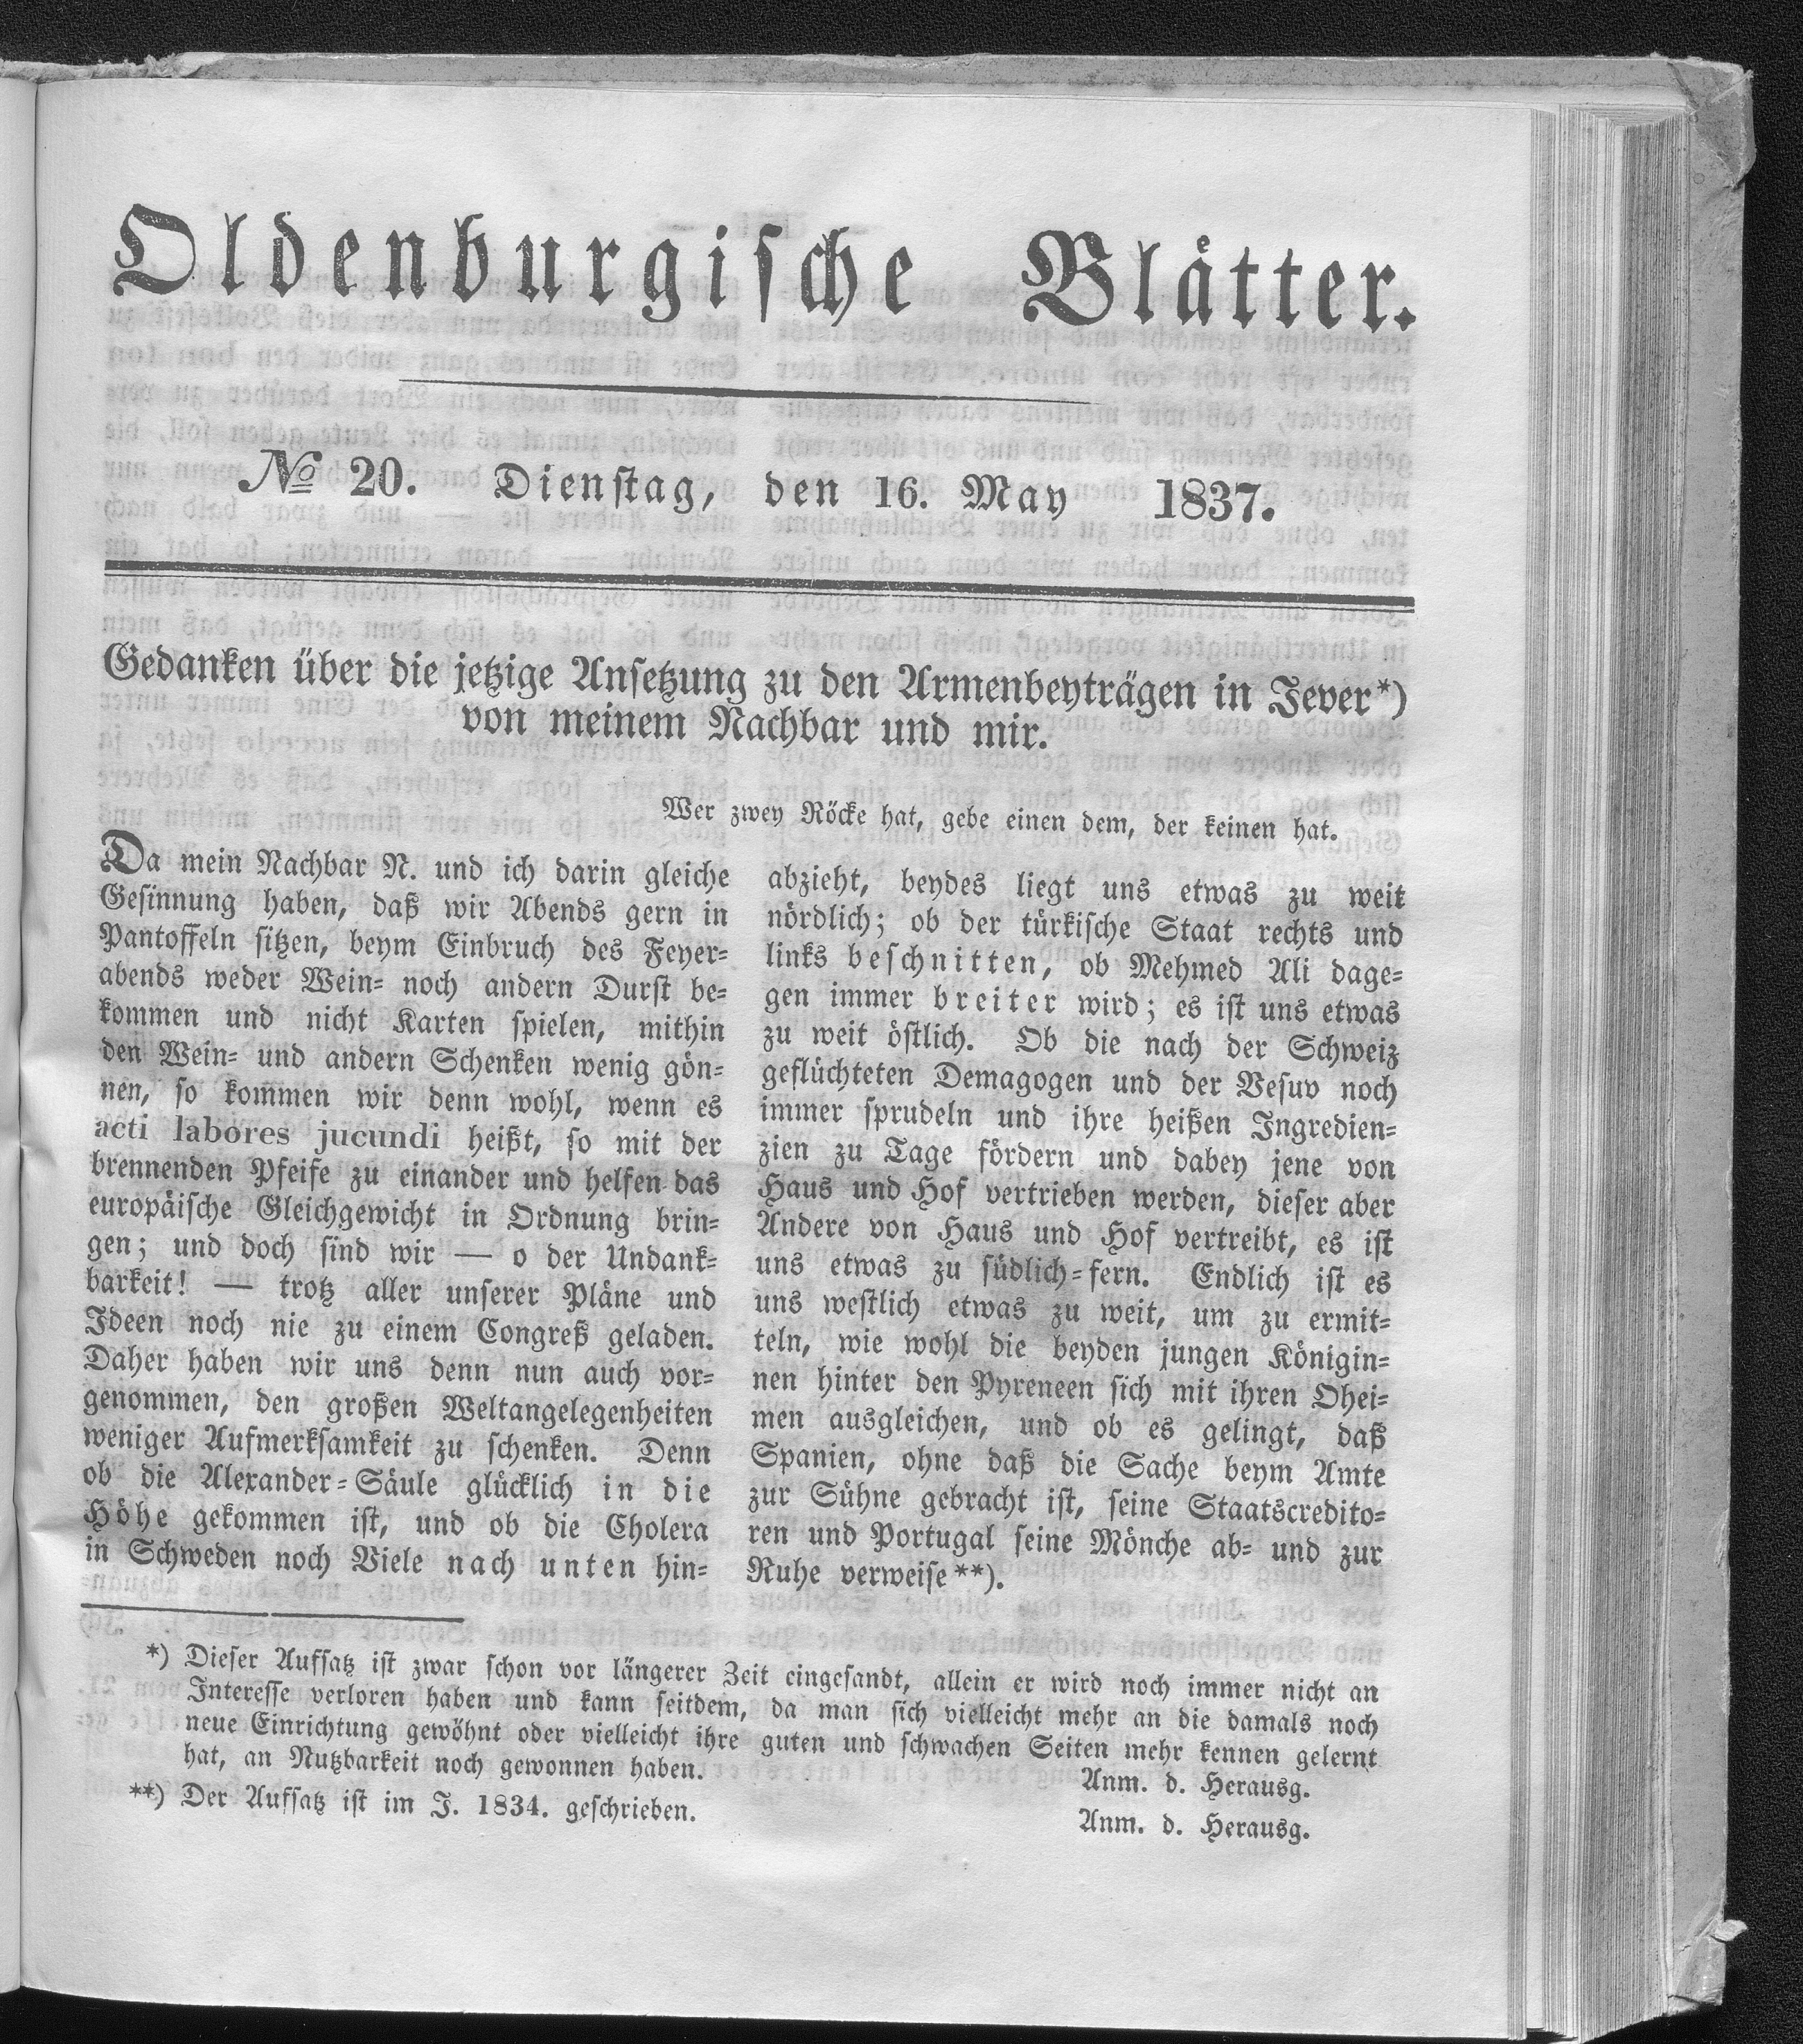 Oldenburgische Blätter.
No 20. Dienstag, den 16. May 1837.
Gedanken über die jetzige Ansetzung zu den Armenbeyträgen in Jever*)
von meinem Nachbar und mir.
Wer zwey Röcke hat, gebe einen dem, der keinen hat.
Da mein Nachbar N. und ich darin gleiche
Gesinnung haben, daß wir Abends gern in
Pantoffeln sitzen, beym Einbruch des Feyer-
abends weder Wein- noch andern Durst be-
kommen und nicht Karten spielen, mithin
den Wein- und andern Schenken wenig gön-
nen, so kommen wir denn wohl, wenn es
acti labores jucundi heißt, so mit der
brennenden Pfeife zu einander und helfen das
europäische Gleichgewicht in Ordnung brin-
gen; und doch sind wir — o der Undank-
barkeit! — trotz aller unserer Pläne und
Ideen noch nie zu einem Congreß geladen.
Daher haben wir uns denn nun auch vor-
genommen, den großen Weltangelegenheiten
weniger Aufmerksamkeit zu schenken. Denn
ob die Alexander-Säule glücklich in die
Höhe gekommen ist, und ob die Cholera
in Schweden noch Viele nach unten hin-
abzieht, beydes liegt uns etwas zu weit
nördlich; ob der türkische Staat rechts und
links beschnitten, ob Mehmed Ali dage-
gen immer breiter wird; es ist uns etwas
zu weit östlich. Ob die nach der Schweiz
geflüchteten Demagogen und der Vesuv noch
immer sprudeln und ihre heißen Ingredien-
zien zu Tage fördern und dabey jene von
Haus und Hof vertrieben werden, dieser aber
Andere von Haus und Hof vertreibt, es ist
uns etwas zu südlich-fern. Endlich ist es
uns westlich etwas zu weit, um zu ermit-
teln, wie wohl die beyden jungen Königin-
nen hinter den Pyreneen sich mit ihren Ohei-
men ausgleichen, und ob es gelingt, daß
Spanien, ohne daß die Sache beym Amte
zur Sühne gebracht ist, seine Staatscredito-
ren und Portugal seine Mönche ab- und zur
Ruhe verweise**).
*) Dieser Aufsatz ist zwar schon vor längerer Zeit eingesandt, allein er wird noch immer nicht an
Interesse verloren haben und kann seitdem, da man sich vielleicht mehr an die damals noch
neue Einrichtung gewöhnt oder vielleicht ihre guten und schwachen Seiten mehr kennen gelernt
hat, an Nutzbarkeit noch gewonnen haben.
Anm. d. Herausg.
**) Der Aufsatz ist im J. 1834. geschrieben.
Anm. d. Herausg.